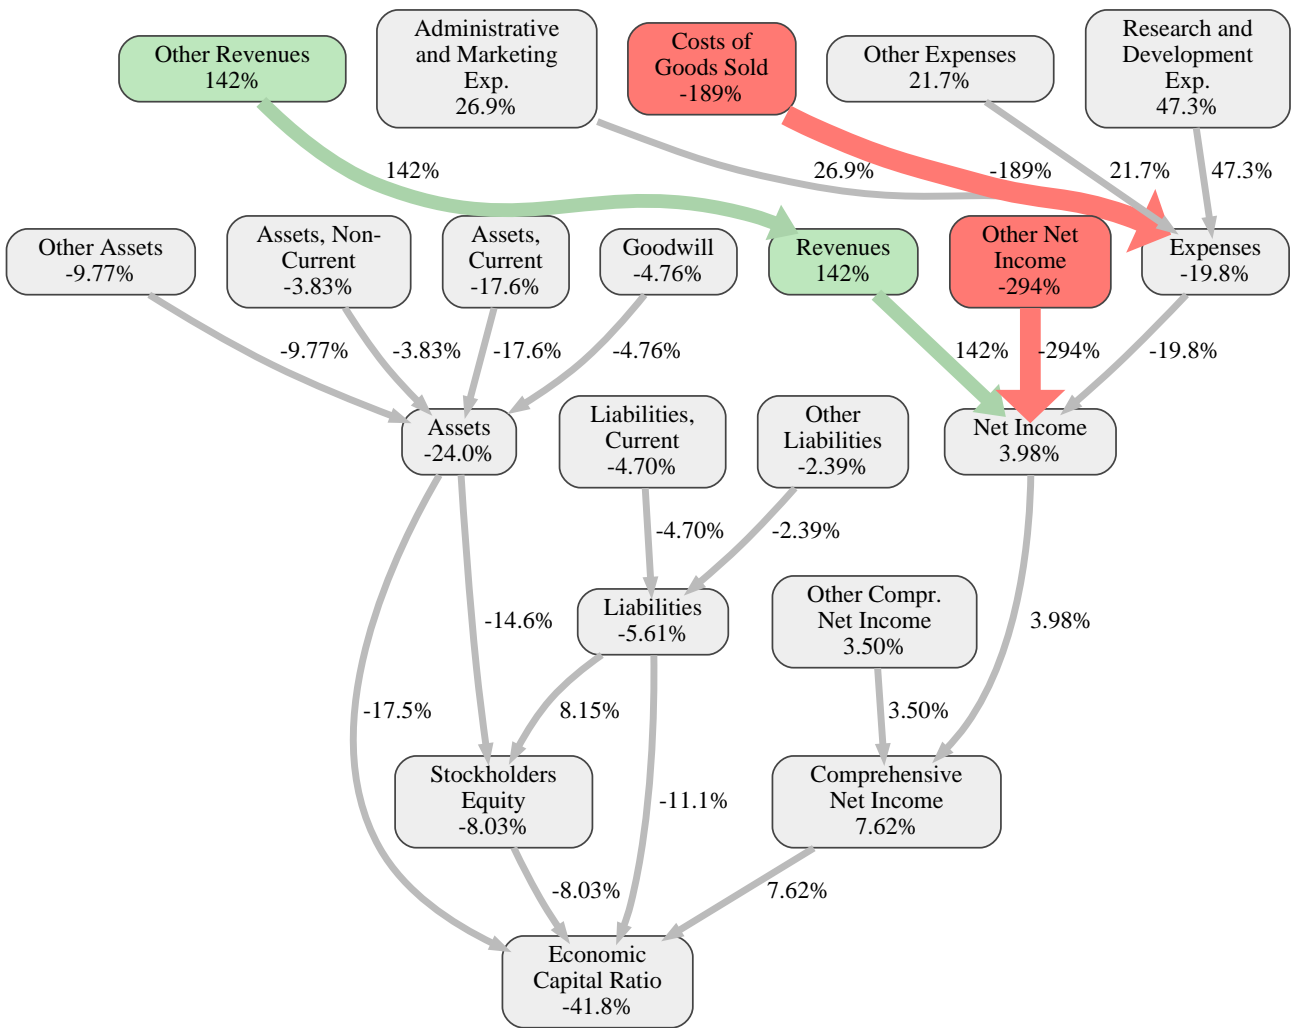 Other Revenues
142%
Administrative
and Marketing
Exp.
26.9%
Costs of
Goods Sold
-189%
Other Expenses
21.7%
Research and
Development
Exp.
47.3%
142%
26.9%
-189%
21.7%
47.3%
Other Assets
-9.77%
Assets, Non-
Current
-3.83%
Assets,
Current
-17.6%
Goodwill
-4.76%
Revenues
142%
Other Net
Income
-294%
Expenses
-19.8%
-9.77%
-3.83%
-17.6%
-4.76%
142%
-294%
-19.8%
Assets
-24.0%
Liabilities,
Current
-4.70%
Other
Liabilities
-2.39%
Net Income
3.98%
-4.70%
-2.39%
-14.6%
Liabilities
-5.61%
Other Compr.
Net Income
3.50%
3.98%
-17.5%
8.15%
3.50%
Stockholders
Equity
-8.03%
-11.1%
Comprehensive
Net Income
7.62%
-8.03%
7.62%
Economic
Capital Ratio
-41.8%